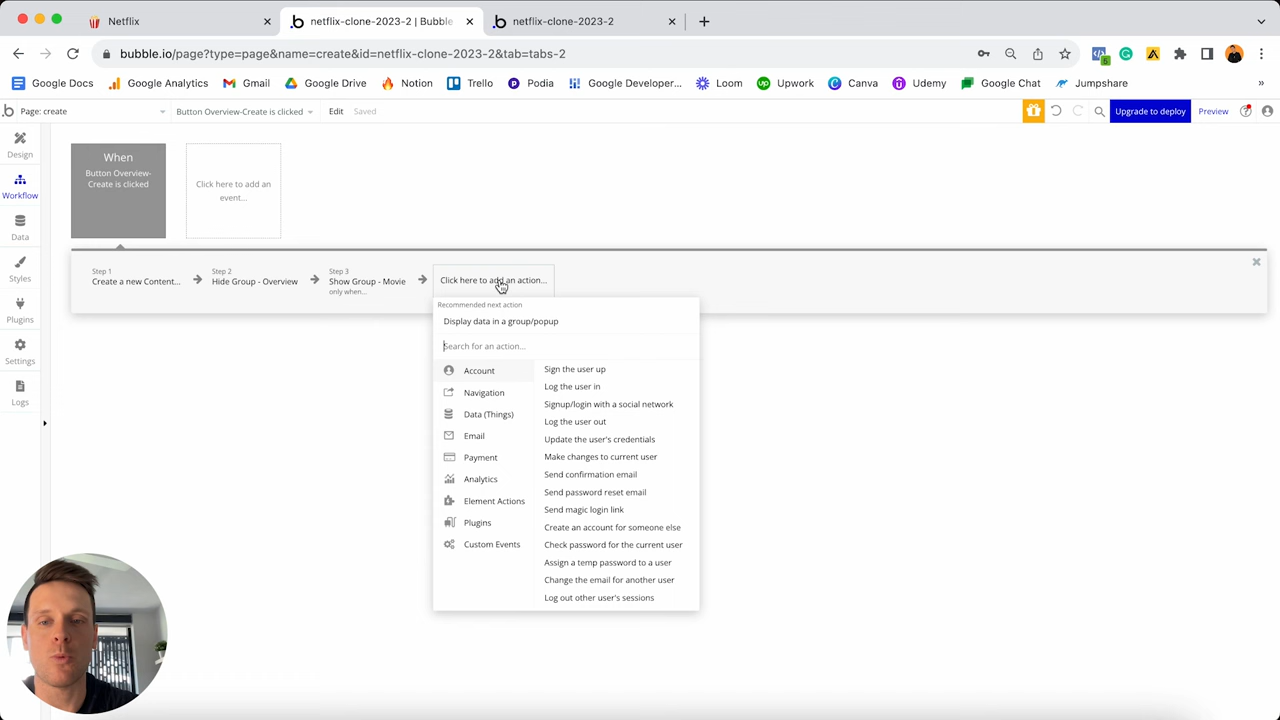 Netflix
netflix-clone-2023-2 | Bubble
netflix-clone-2023-2
bubble.io/page?type=page&name=create&id=netflix-clone-2023-2&tab=tabs-2
Google Docs
Google Analytics
Gmail
Google Drive
Notion
Trello
Podia
Google Developer...
Loom
Upwork
Canva
Udemy
Google Chat
Jumpshare
Page: create
Button Overview-Create is clicked
Edit
Saved
Upgrade to deploy
Preview
Design
Workflow
Data
Styles
Plugins
Settings
Logs
When
Button Overview-
Create is clicked
Click here to add an
event...
Step 1
Create a new Content...
Step 2
Hide Group - Overview
Step 3
Show Group - Movie
only when...
Click here to add an action...
Recommended next action
Display data in a group/popup
Search for an action...
Account
Navigation
Data (Things)
Email
Payment
Analytics
Element Actions
Plugins
Custom Events
Sign the user up
Log the user in
Signup/login with a social network
Log the user out
Update the user's credentials
Make changes to current user
Send confirmation email
Send password reset email
Send magic login link
Create an account for someone else
Check password for the current user
Assign a temp password to a user
Change the email for another user
Log out other user's sessions